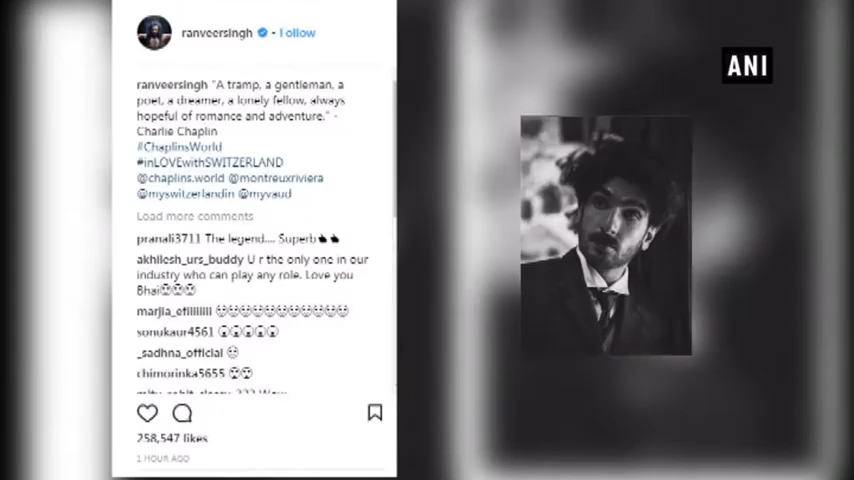 ranveersingh • Follow
ANI
ranveersingh "A tramp, a gentleman, a
poet, a dreamer, a lonely fellow, always
hopeful of romance and adventure." -
Charlie Chaplin
#ChaplinsWorld
#inLOVEwithSWITZERLAND
@chaplins.world @montreuxriviera
@myswitzerlandin @myvaud
Load more comments
pranali3711 The legend.... Superb
akhilesh_urs_buddy U r the only one in our
industry who can play any role. Love you
Bhai
sonukaur4561
_sadhna_official
chimorinka5655
258,547 likes
1 HOUR AGO